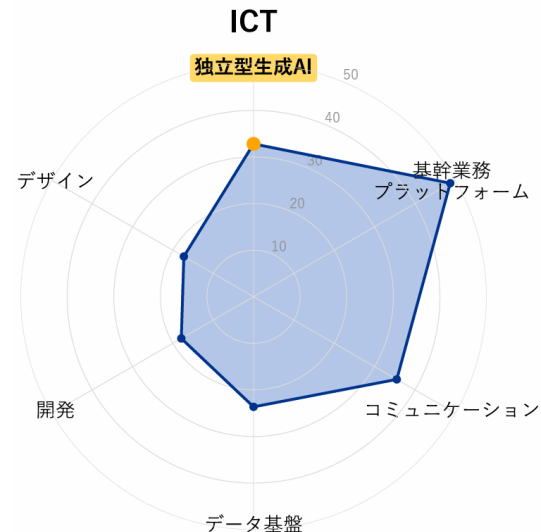 ICT
独立型生成AI
50
40
30
20
10
基幹業務
プラットフォーム
デザイン
開発
コミュニケーション
データ基盤